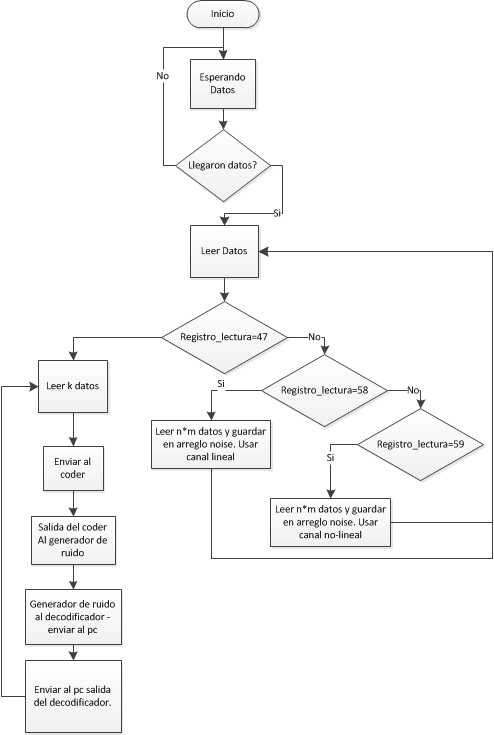 Inicio
No
Esperando
Datos
Llegaron datos?
Si
Leer Datos
Registro_lectura=47
No
Leer k datos
Si
Registro_lectura=58
No
Leer n*m datos y guardar
en arreglo noise. Usar
canal lineal
Registro_lectura=59
Si
Enviar al
coder
Leer n*m datos y guardar
en arreglo noise. Usar
canal no-lineal
Salida del coder
Al generador de
ruido
Generador de ruido
al decodificador -
enviar al pc
Enviar al pc salida
del decodificador.